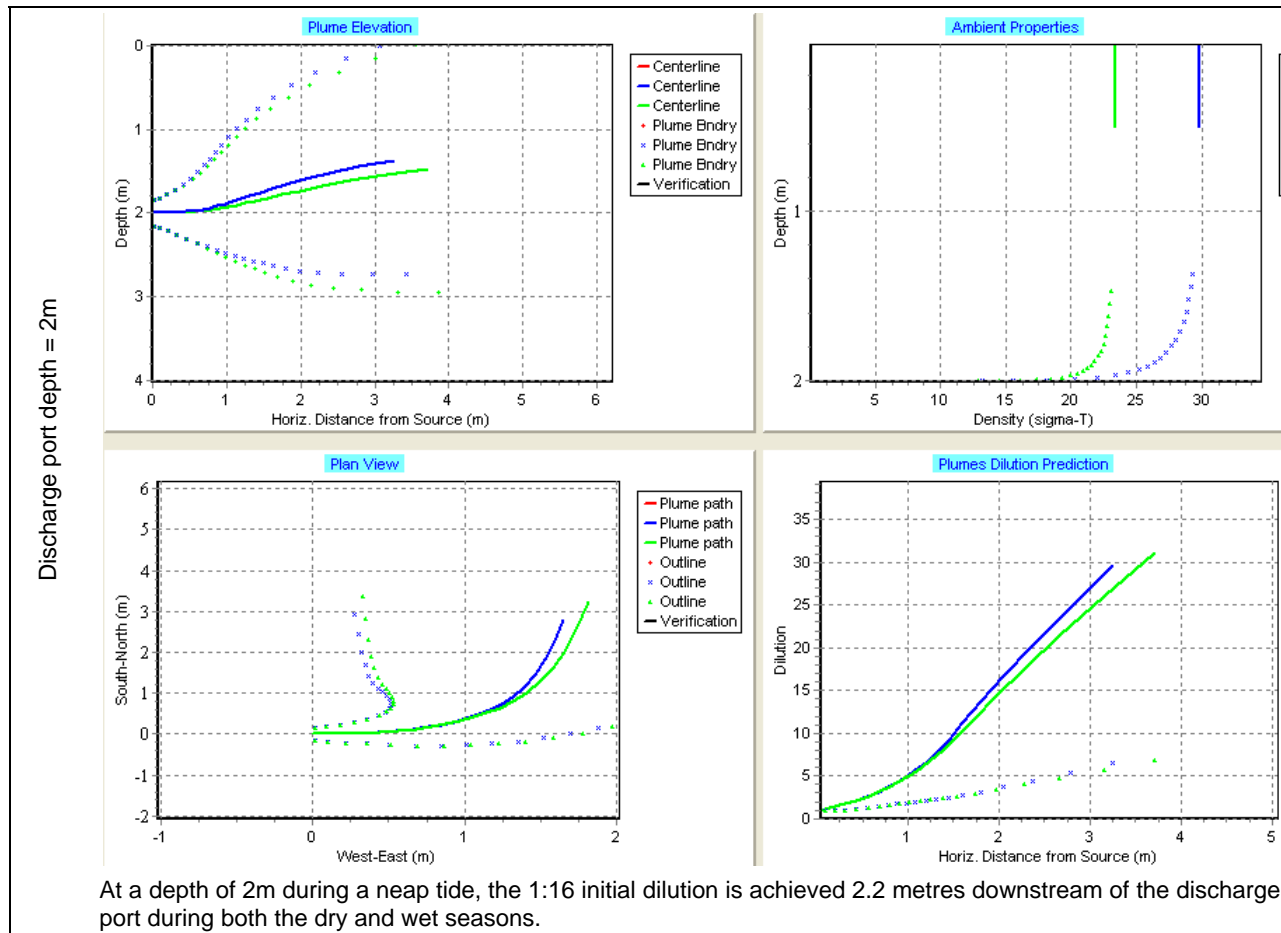 Discharge port depth = 2m
Plume Elevation
0
1
2
3
4
Depth (m)
0 1 2 3 4 5 6
Horiz. Distance from Source (m)
Centerline
Centerline
Centerline
Plume Bndry
Plume Bndry
Plume Bndry
Verification
Ambient Properties
1
2
Depth (m)
5 10 15 20 25 30
Density (sigma-T)
Plan View
6
5
4
3
2
1
0
-1
-2
South-North (m)
-1 0 1 2
West-East (m)
Plume path
Plume path
Plume path
Outline
Outline
Outline
Verification
Plumes Dilution Prediction
35
30
25
20
15
10
5
0
Dilution
1 2 3 4 5
Horiz. Distance from Source (m)
At a depth of 2m during a neap tide, the 1:16 initial dilution is achieved 2.2 metres downstream of the discharge
port during both the dry and wet seasons.